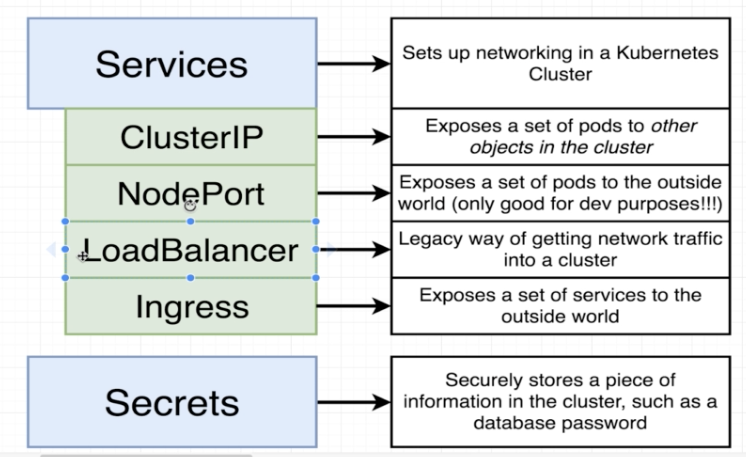 Services
Sets up networking in a Kubernetes
Cluster
ClusterIP
Exposes a set of pods to other
objects in the cluster
NodePort
Exposes a set of pods to the outside
world (only good for dev purposes!!!)
LoadBalancer
Legacy way of getting network traffic
into a cluster
Ingress
Exposes a set of services to the
outside world
Secrets
Securely stores a piece of
information in the cluster, such as a
database password